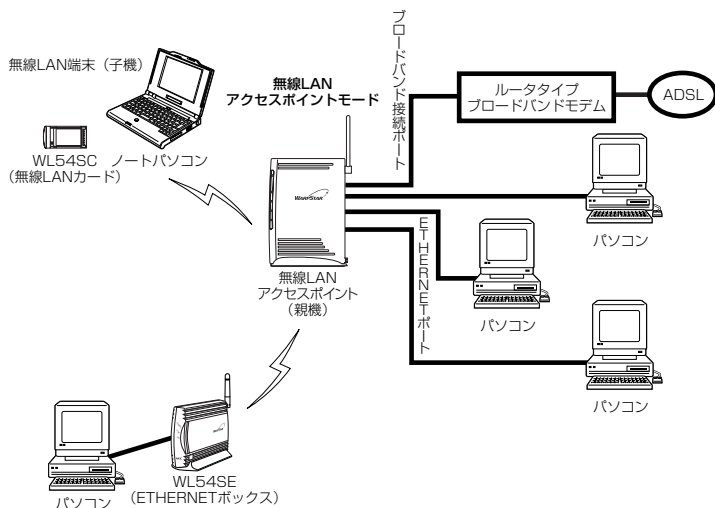 無線LAN端末（子機）
WL54SC
（無線LANカード）
ノートパソコン
無線LAN
アクセスポイントモード
ブロードバンド接続ポート
ルータタイプ
ブロードバンドモデム
ADSL
WARPSTAR
無線LAN
アクセスポイント
（親機）
ETHERNETポート
パソコン
パソコン
パソコン
パソコン
WL54SE
（ETHERNETボックス）